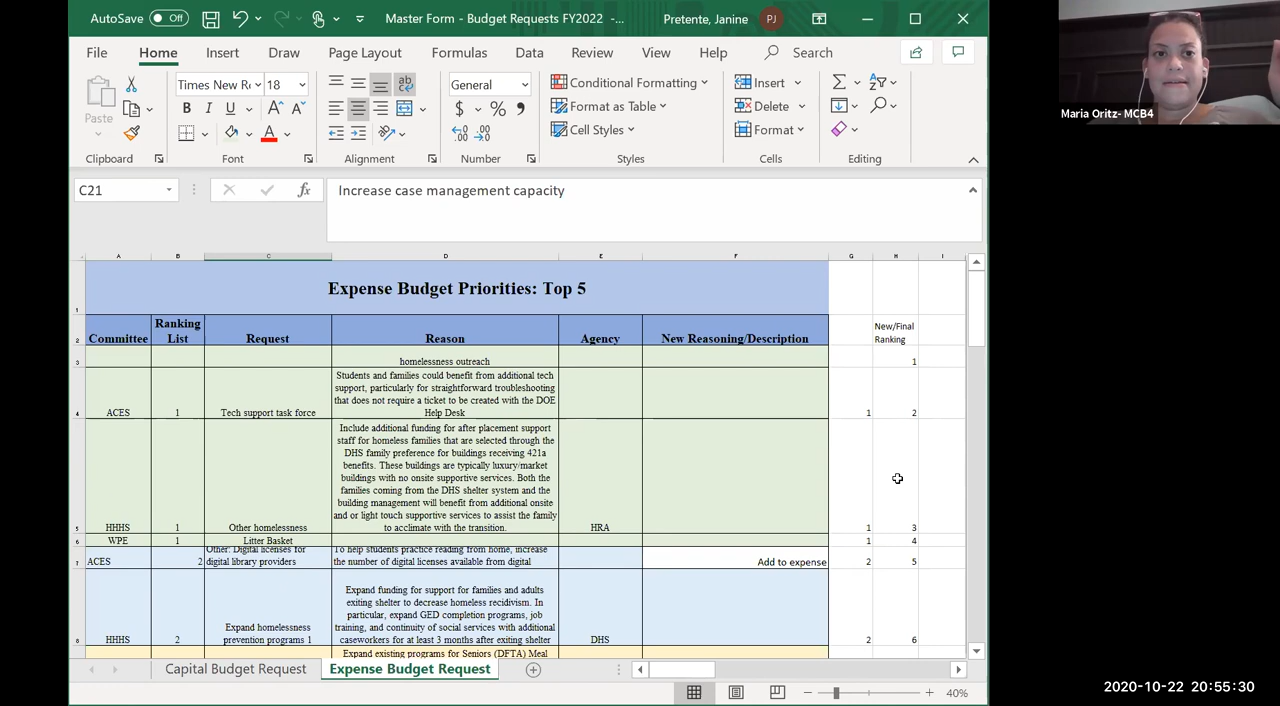 AutoSave Off Master Form - Budget Requests FY2022 -... Pretente, Janine PJ
File Home Insert Draw Page Layout Formulas Data Review View Help Search
Paste
Times New R 18
B I U
General
$ % 9
Conditional Formatting
Format as Table
Cell Styles
Insert
Delete
Format
Clipboard Font Alignment Number Styles Cells Editing
C21 fx Increase case management capacity
A B C D E F G H I
1 Expense Budget Priorities: Top 5
2 Committee Ranking List Request Reason Agency New Reasoning/Description New/Final Ranking
3 homelessness outreach 1
Students and families could benefit from additional tech
support, particularly for straightforward troubleshooting
that does not require a ticket to be created with the DOE
4 ACES 1 Tech support task force Help Desk 1 2
Include additional funding for after placement support
staff for homeless families that are selected through the
DHS family preference for buildings receiving 421a
benefits. These buildings are typically luxury/market
buildings with no onsite supportive services. Both the
families coming from the DHS shelter system and the
building management will benefit from additional onsite
and or light touch supportive services to assist the family
5 HHHS 1 Other homelessness to acclimate with the transition. HRA 1 3
6 WPE 1 Litter Basket 1 4
Other: Digital licenses for To help students practice reading from home, increase
7 ACES 2 digital library providers the number of digital licenses available from digital Add to expense 2 5
Expand funding for support for families and adults
exiting shelter to decrease homeless recidivism. In
particular, expand GED completion programs, job
Expand homelessness training, and continuity of social services with additional
8 HHHS 2 prevention programs 1 caseworkers for at least 3 months after exiting shelter DHS 2 6
Expand existing programs for Seniors (DFTA) Meal
Capital Budget Request Expense Budget Request
40%
Maria Oritz- MCB4
2020-10-22 20:55:30